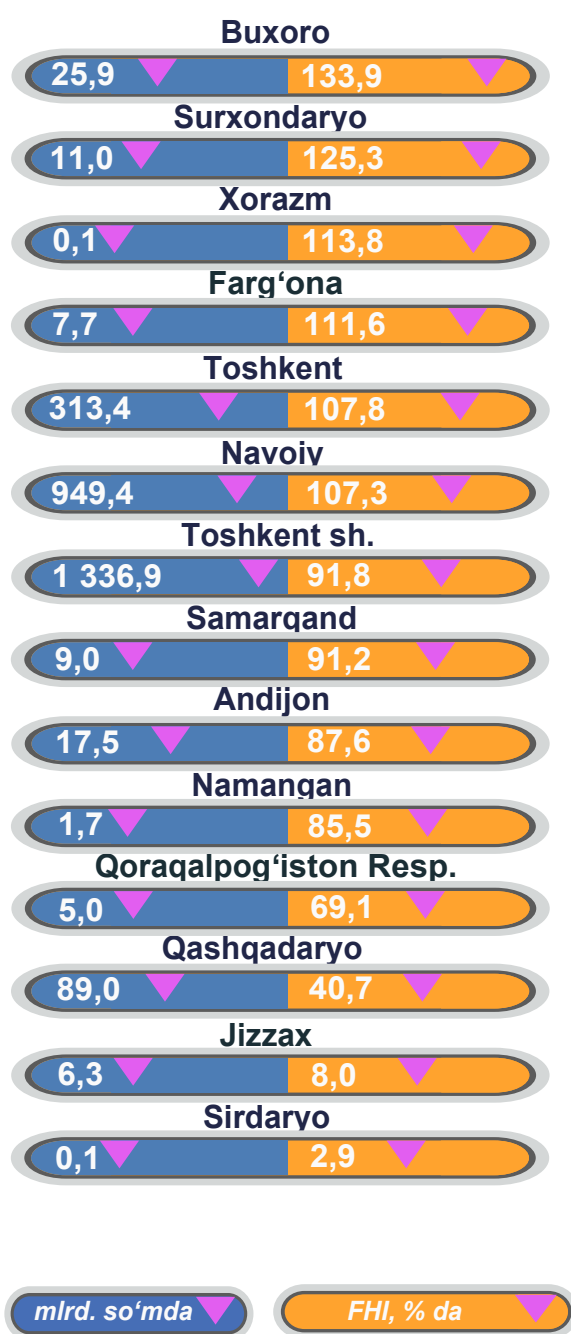 Buxoro
25,9 133,9
Surxondaryo
11,0 125,3
Xorazm
0,1 113,8
Farg‘ona
7,7 111,6
Toshkent
313,4 107,8
Navoiy
949,4 107,3
Toshkent sh.
1 336,9 91,8
Samarqand
9,0 91,2
Andijon
17,5 87,6
Namangan
1,7 85,5
Qoraqalpog‘iston Resp.
5,0 69,1
Qashqadaryo
89,0 40,7
Jizzax
6,3 8,0
Sirdaryo
0,1 2,9
mlrd. so‘mda FHI, % da